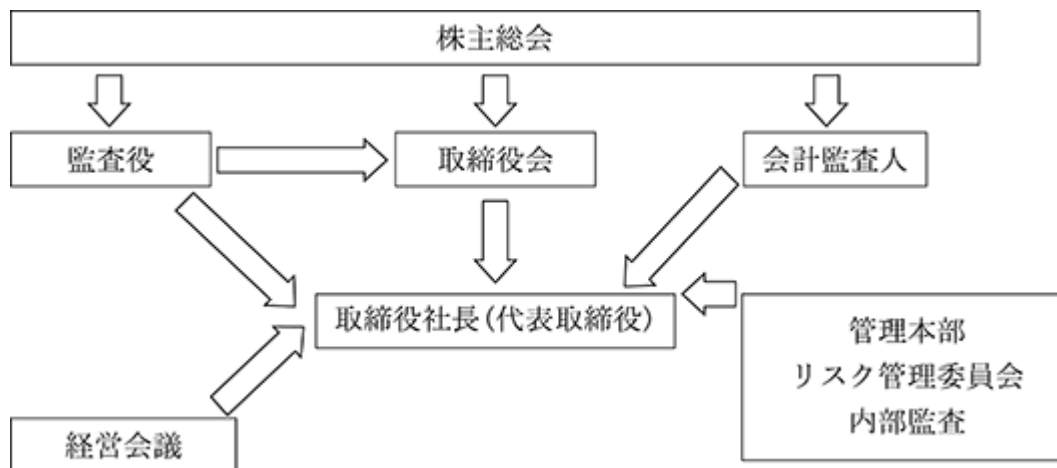 株主総会
監査役
取締役会
会計監査人
取締役社長(代表取締役)
管理本部
リスク管理委員会
内部監査
経営会議